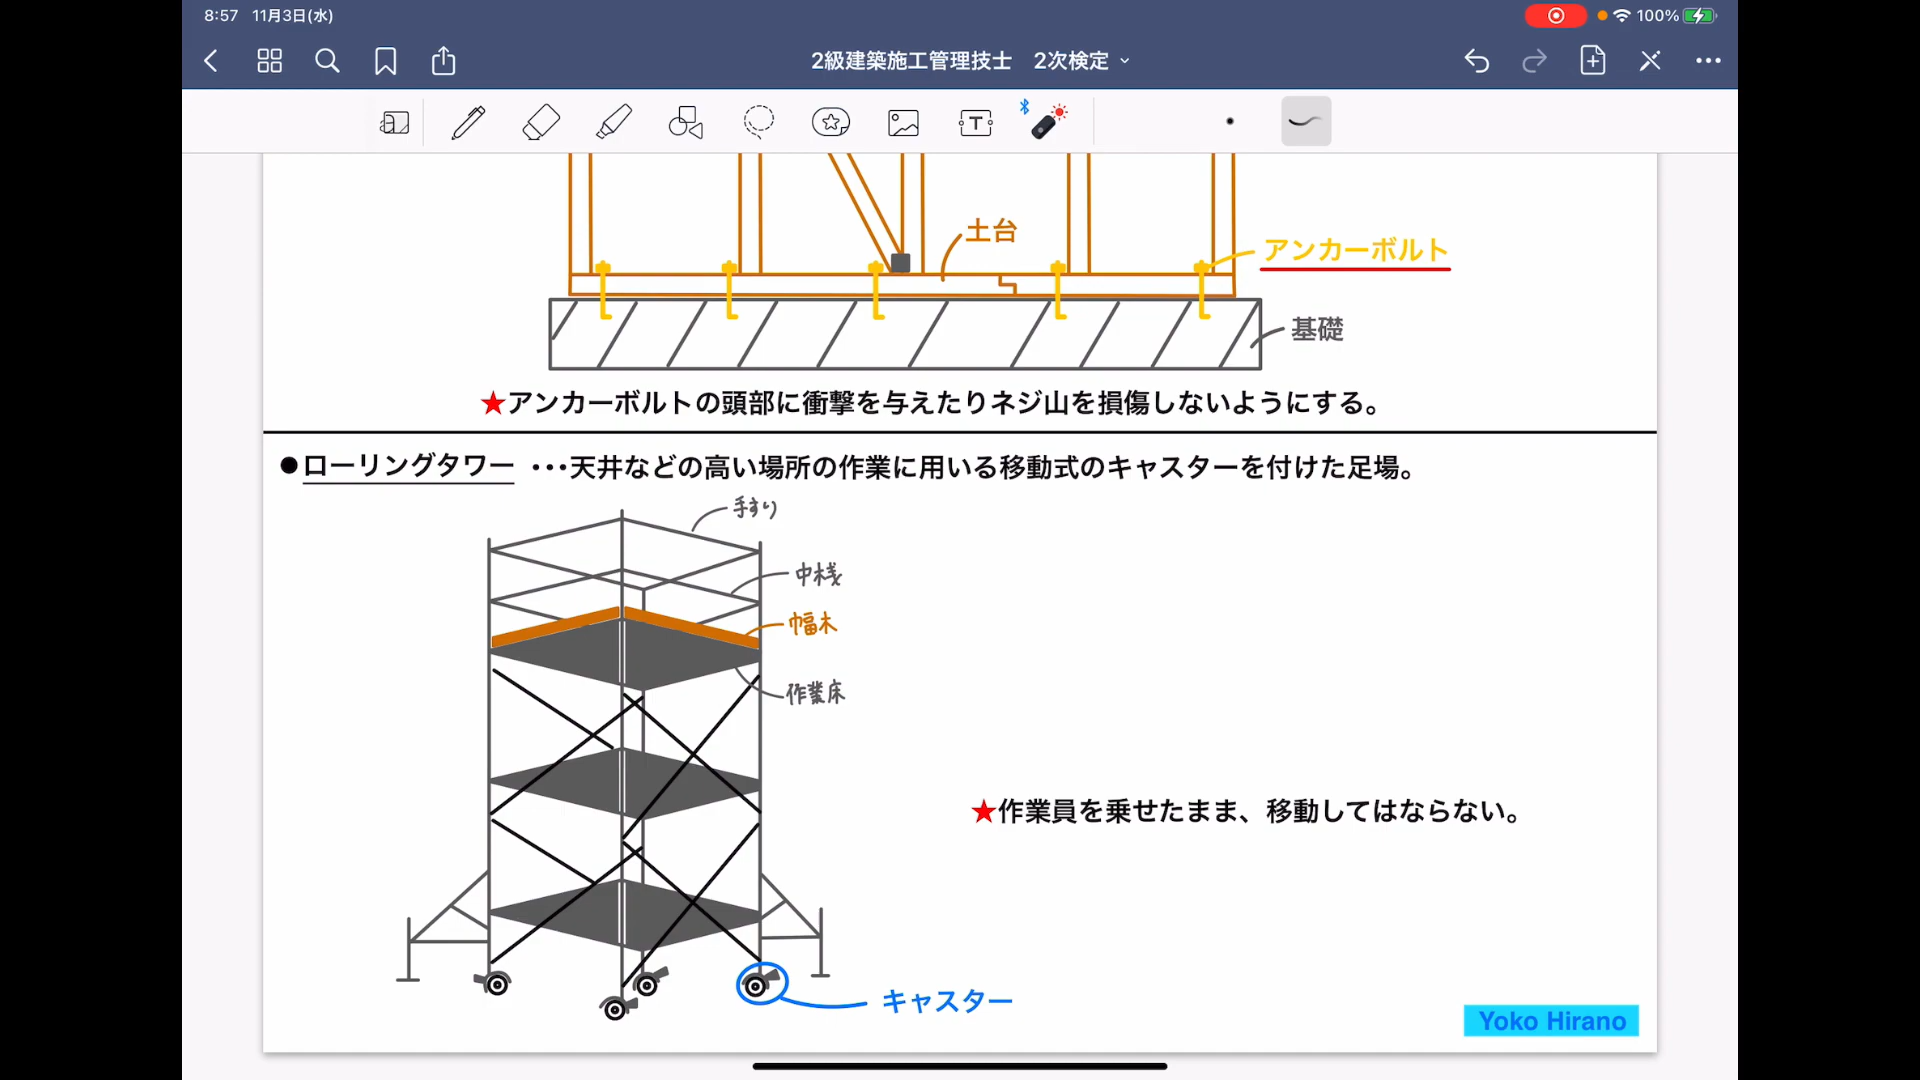 8:57 11月3日(水)
100%
2級建築施工管理技士 2次検定
土台
アンカーボルト
基礎
★アンカーボルトの頭部に衝撃を与えたりネジ山を損傷しないようにする。
●ローリングタワー ・・・天井などの高い場所の作業に用いる移動式のキャスターを付けた足場。
手すり
中桟
幅木
作業床
★作業員を乗せたまま、移動してはならない。
キャスター
Yoko Hirano